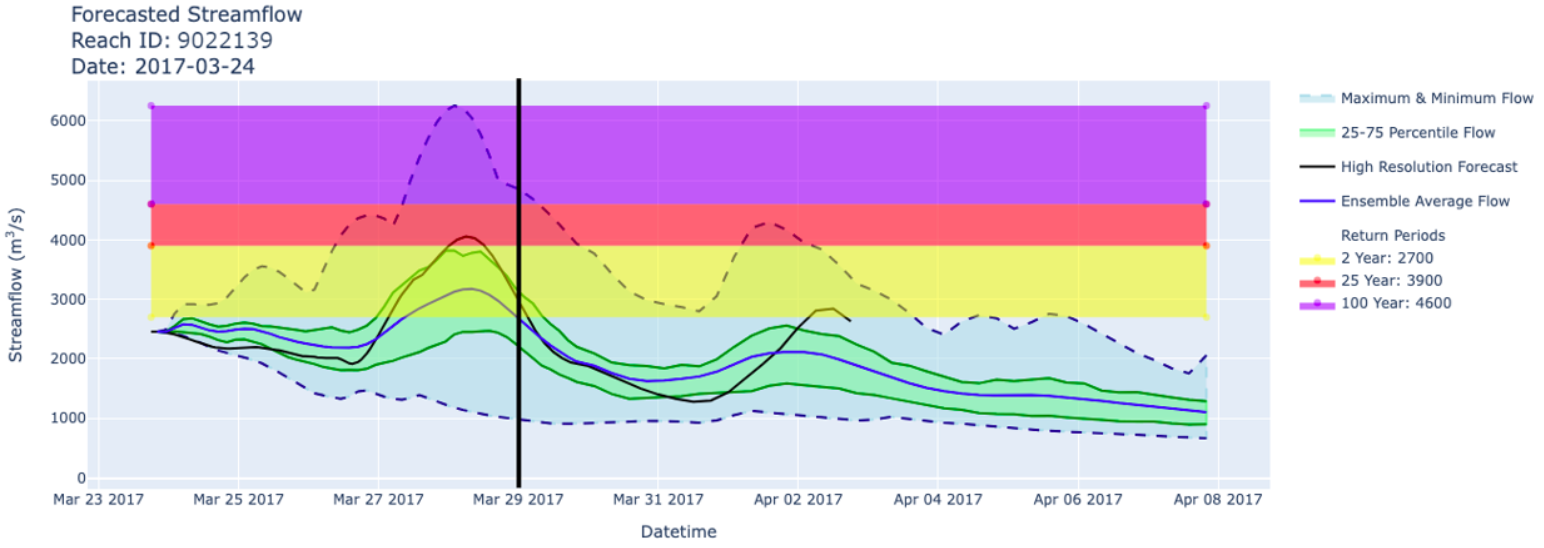 Forecasted Streamflow
Reach ID: 9022139
Date: 2017-03-24
Streamflow (m³/s)
6000
5000
4000
3000
2000
1000
0
Mar 23 2017 Mar 25 2017 Mar 27 2017 Mar 29 2017 Mar 31 2017 Apr 02 2017 Apr 04 2017 Apr 06 2017 Apr 08 2017
Datetime
Maximum & Minimum Flow
25-75 Percentile Flow
High Resolution Forecast
Ensemble Average Flow
Return Periods
2 Year: 2700
25 Year: 3900
100 Year: 4600